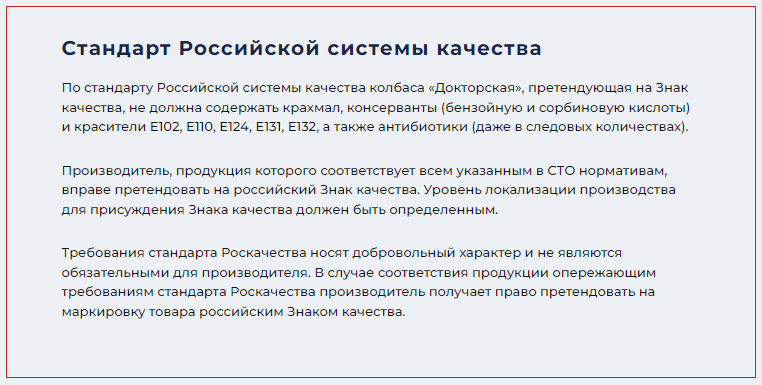 Стандарт Российской системы качества
По стандарту Российской системы качества колбаса «Докторская», претендующая на Знак
качества, не должна содержать крахмал, консерванты (бензойную и сорбиновую кислоты)
и красители Е102, Е110, Е124, Е131, Е132, а также антибиотики (даже в следовых количествах).
Производитель, продукция которого соответствует всем указанным в СТО нормативам,
вправе претендовать на российский Знак качества. Уровень локализации производства
для присуждения Знака качества должен быть определенным.
Требования стандарта Роскачества носят добровольный характер и не являются
обязательными для производителя. В случае соответствия продукции опережающим
требованиям стандарта Роскачества производитель получает право претендовать на
маркировку товара российским Знаком качества.